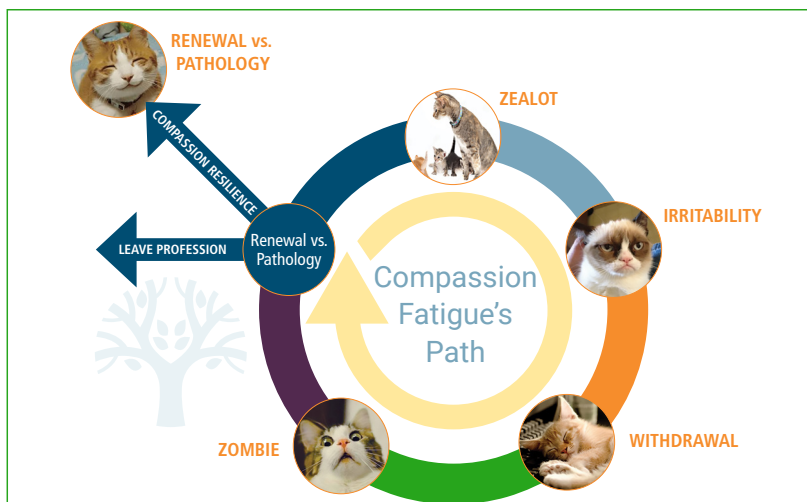 RENEWAL vs.
PATHOLOGY
ZEALOT
COMPASSION RESILIENCE
IRRITABILITY
LEAVE PROFESSION
Renewal vs.
Pathology
Compassion
Fatigue's
Path
ZOMBIE
WITHDRAWAL